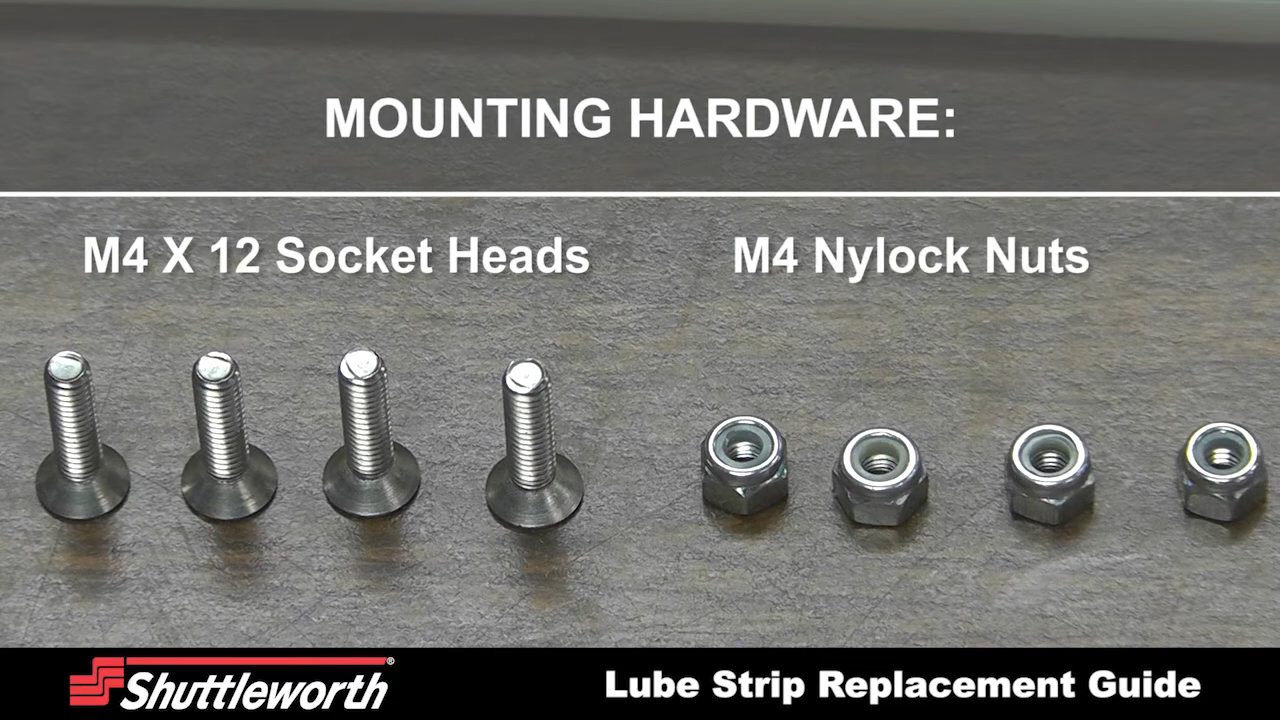 MOUNTING HARDWARE:
M4 X 12 Socket Heads
M4 Nylock Nuts
Shuttleworth®
Lube Strip Replacement Guide